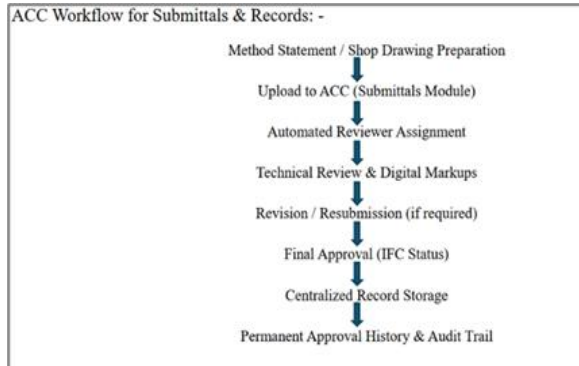 ACC Workflow for Submittals & Records: -
Method Statement / Shop Drawing Preparation
Upload to ACC (Submittals Module)
Automated Reviewer Assignment
Technical Review & Digital Markups
Revision / Resubmission (if required)
Final Approval (IFC Status)
Centralized Record Storage
Permanent Approval History & Audit Trail